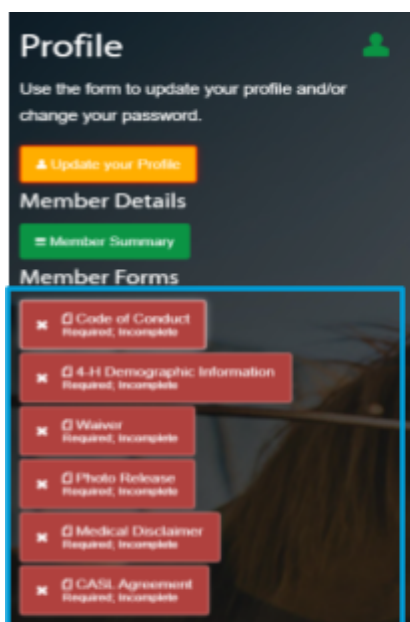 Profile
Use the form to update your profile and/or
change your password.
Update your Profile
Member Details
Member Summary
Member Forms
Code of Conduct
Required; Incomplete
4-H Demographic Information
Required; Incomplete
Waiver
Required; Incomplete
Photo Release
Required; Incomplete
Medical Disclaimer
Required; Incomplete
CASL Agreement
Required; Incomplete